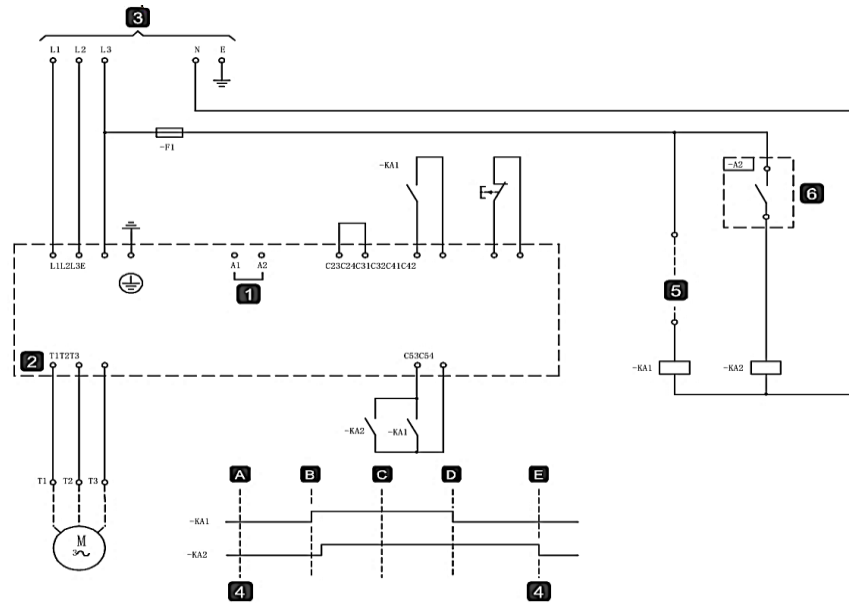 3
L1 L2 L3 N E
-F1
-KA1
-A2
6
L1L2L3E
A1 A2
C23C24C31C32C41C42
1
5
2
T1T2T3
C53C54
-KA1
-KA2
-KA2
-KA1
T1 T2 T3
A B C D E
-KA1
M
3
-KA2
4 4